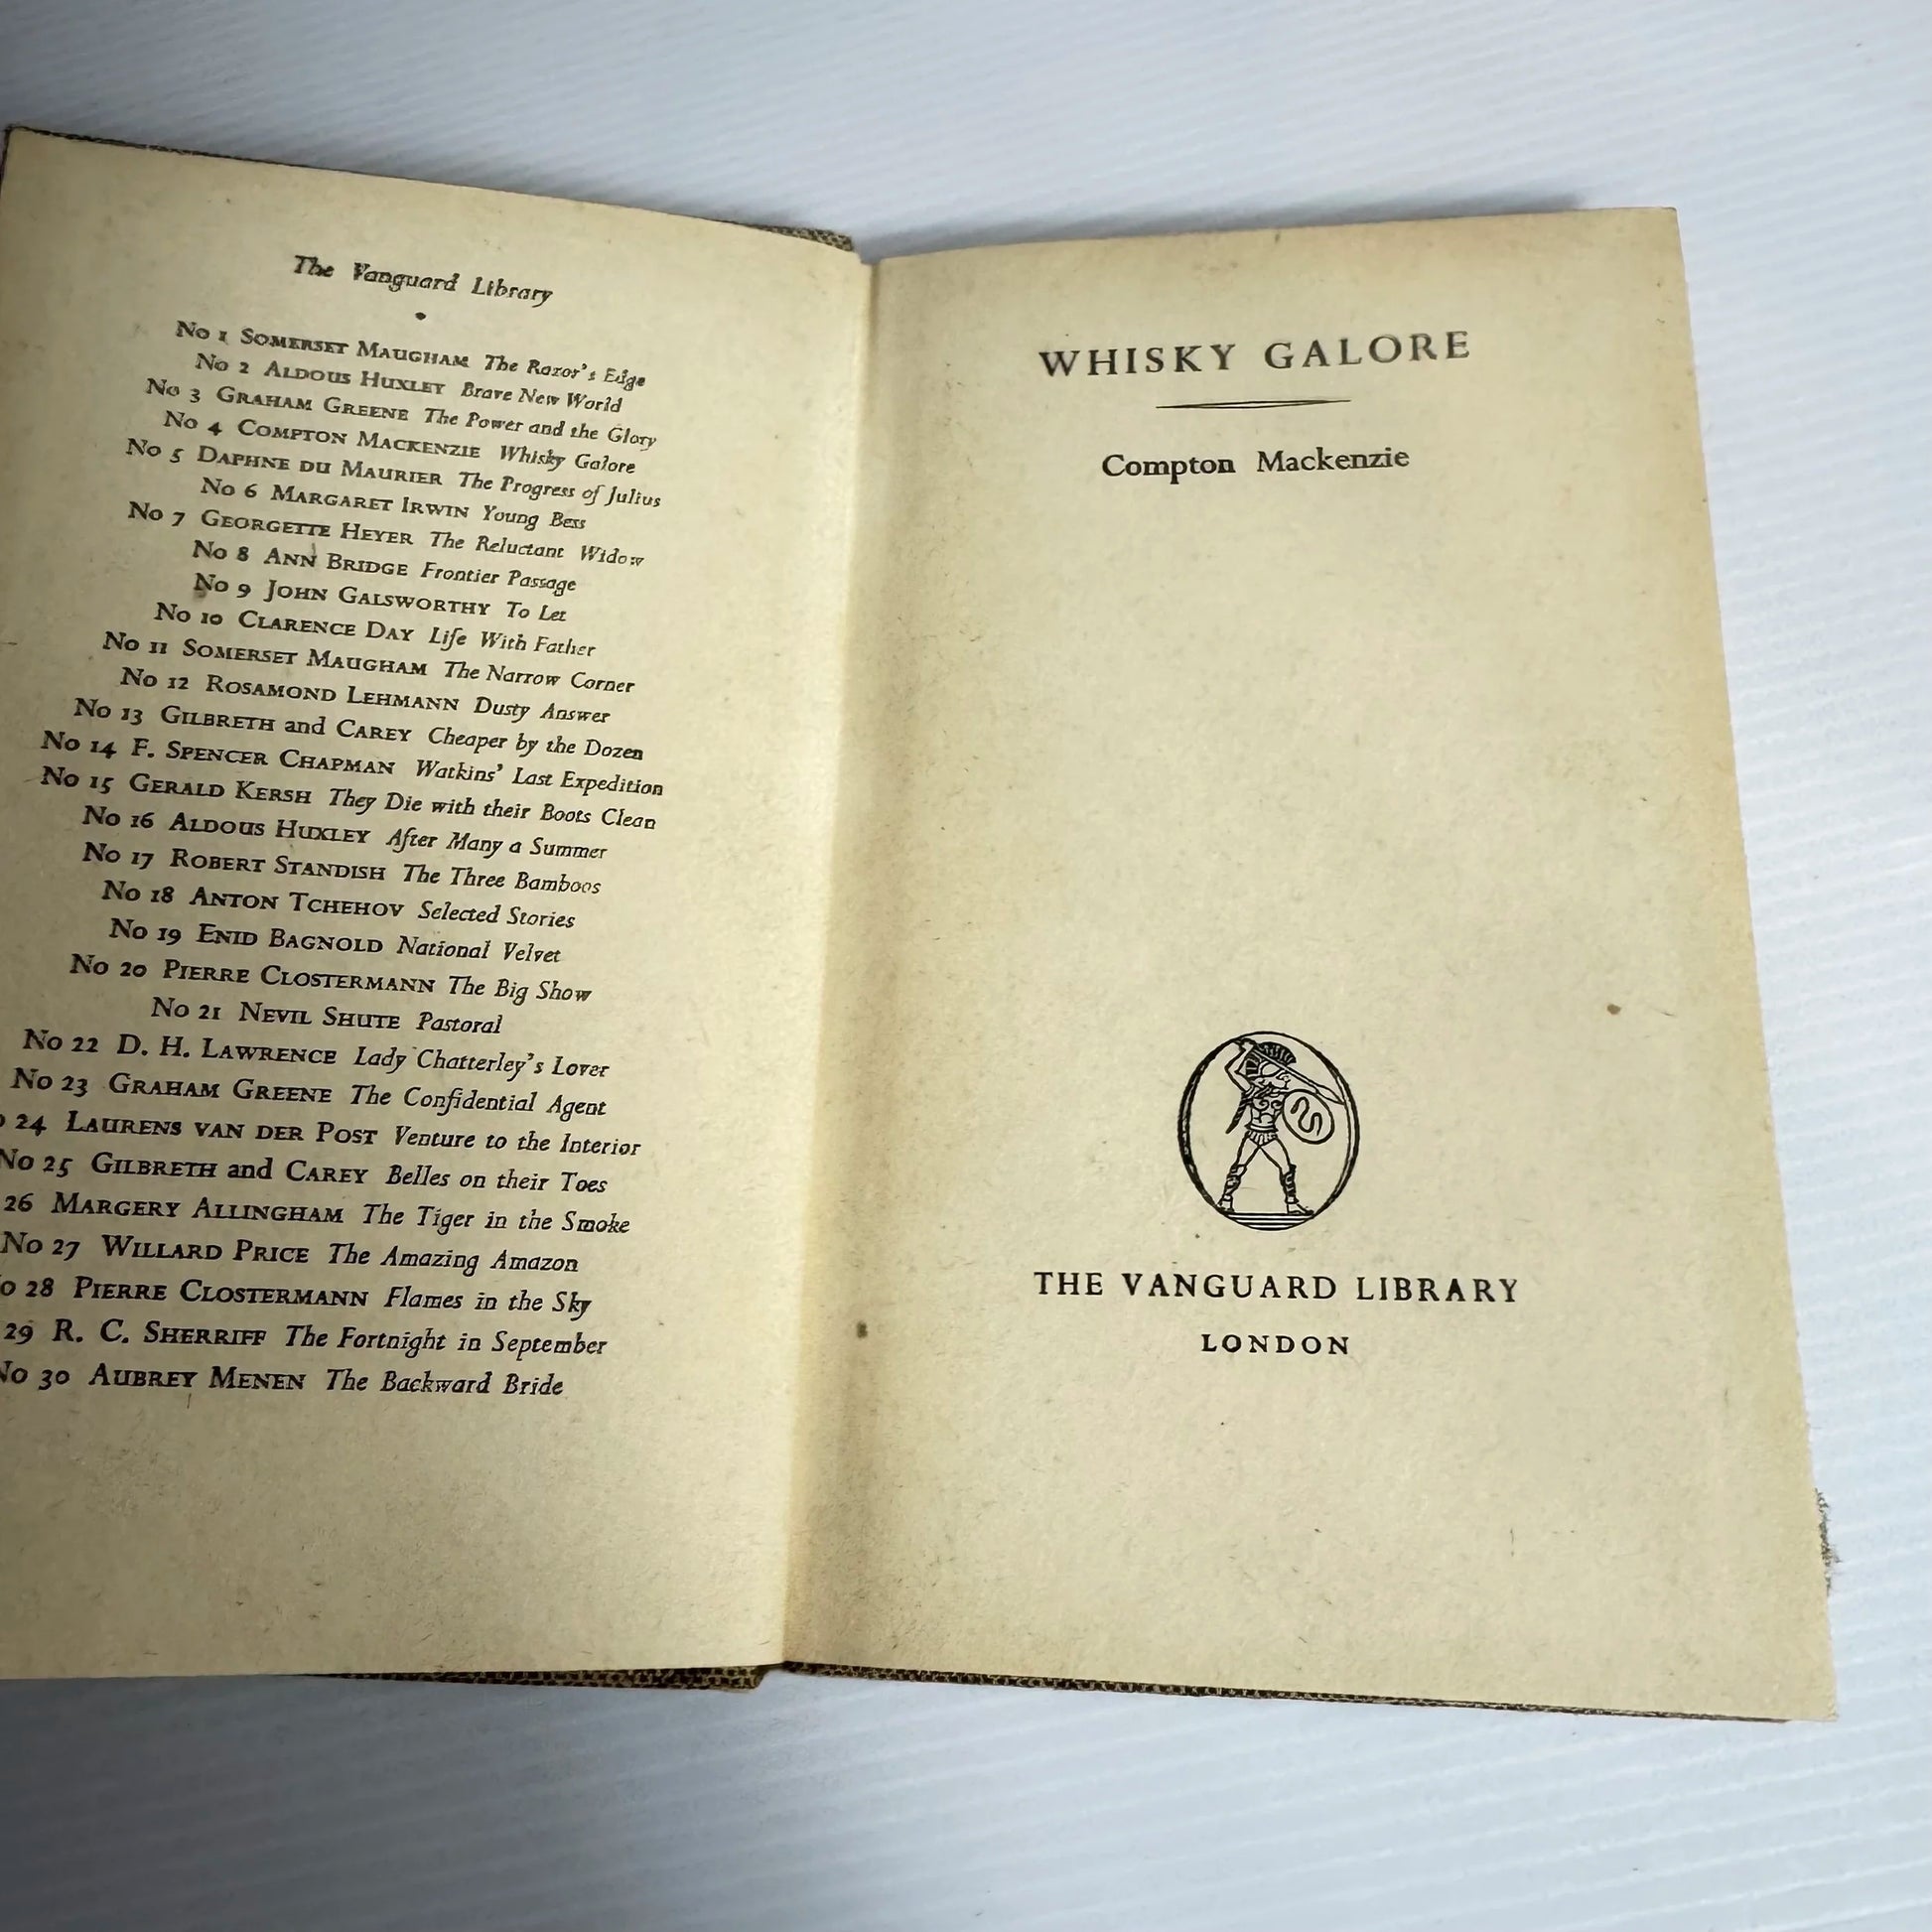 The Vanguard Library
No 1 SOMERSET MAUGHAM The Razor's Edge
No 2 ALDOUS HUXLEY Brave New World
No 3 GRAHAM GREENE The Power and the Glory
No 4 COMPTON MACKENZIE Whisky Galore
No 5 DAPHNE DU MAURIER The Progress of Julius
No 6 MARGARET IRWIN Young Bess
No 7 GEORGETTE HEYER The Reluctant Widow
No 8 ANN BRIDGE Frontier Passage
No 9 JOHN GALSWORTHY To Let
No 10 CLARENCE DAY Life With Father
No 11 SOMERSET MAUGHAM The Narrow Corner
No 12 ROSAMOND LEHMANN Dusty Answer
No 13 GILBRETH and CAREY Cheaper by the Dozen
No 14 F. SPENCER CHAPMAN Watkins' Last Expedition
No 15 GERALD KERSH They Die with their Boots Clean
No 16 ALDOUS HUXLEY After Many a Summer
No 17 ROBERT STANDISH The Three Bamboos
No 18 ANTON TCHEHOV Selected Stories
No 19 ENID BAGNOLD National Velvet
No 20 PIERRE CLOSTERMANN The Big Show
No 21 NEVIL SHUTE Pastoral
No 22 D. H. LAWRENCE Lady Chatterley's Lover
No 23 GRAHAM GREENE The Confidential Agent
o 24 LAURENS VAN DER POST Venture to the Interior
No 25 GILBRETH and CAREY Belles on their Toes
26 MARGERY ALLINGHAM The Tiger in the Smoke
No 27 WILLARD PRICE The Amazing Amazon
o 28 PIERRE CLOSTERMANN Flames in the Sky
29 R. C. SHERRIFF The Fortnight in September
No 30 AUBREY MENEN The Backward Bride
WHISKY GALORE
Compton Mackenzie
THE VANGUARD LIBRARY
LONDON